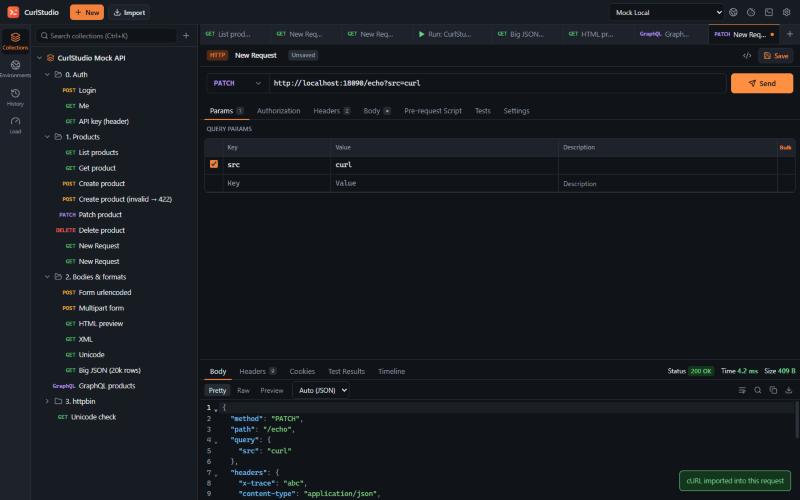 CurlStudio
+ New
Import
Mock Local
Collections
Environments
History
Load
Search collections (Ctrl+K)
CurlStudio Mock API
0. Auth
POST Login
GET Me
GET API key (header)
1. Products
GET List products
GET Get product
POST Create product
POST Create product (invalid → 422)
PATCH Patch product
DELETE Delete product
GET New Request
GET New Request
2. Bodies & formats
POST Form urlencoded
POST Multipart form
GET HTML preview
GET XML
GET Unicode
GET Big JSON (20k rows)
GraphQL GraphQL products
3. httpbin
GET Unicode check
GET List prod...
GET New Req...
GET New Req...
Run: CurlStu...
GET Big JSON...
GET HTML pr...
GraphQL Graph...
PATCH New Req...
HTTP New Request Unsaved
Save
PATCH http://localhost:18090/echo?src=curl
Send
Params 1 Authorization Headers 2 Body Pre-request Script Tests Settings
QUERY PARAMS
Key Value Description Bulk
src curl
Key Value Description
Body Headers 9 Cookies Test Results Timeline
Status 200 OK Time 4.2 ms Size 409 B
Pretty Raw Preview Auto (JSON)
1 {
2 "method": "PATCH",
3 "path": "/echo",
4 "query": {
5 "src": "curl"
6 },
7 "headers": {
8 "x-trace": "abc",
9 "content-type": "application/json",
cURL imported into this request